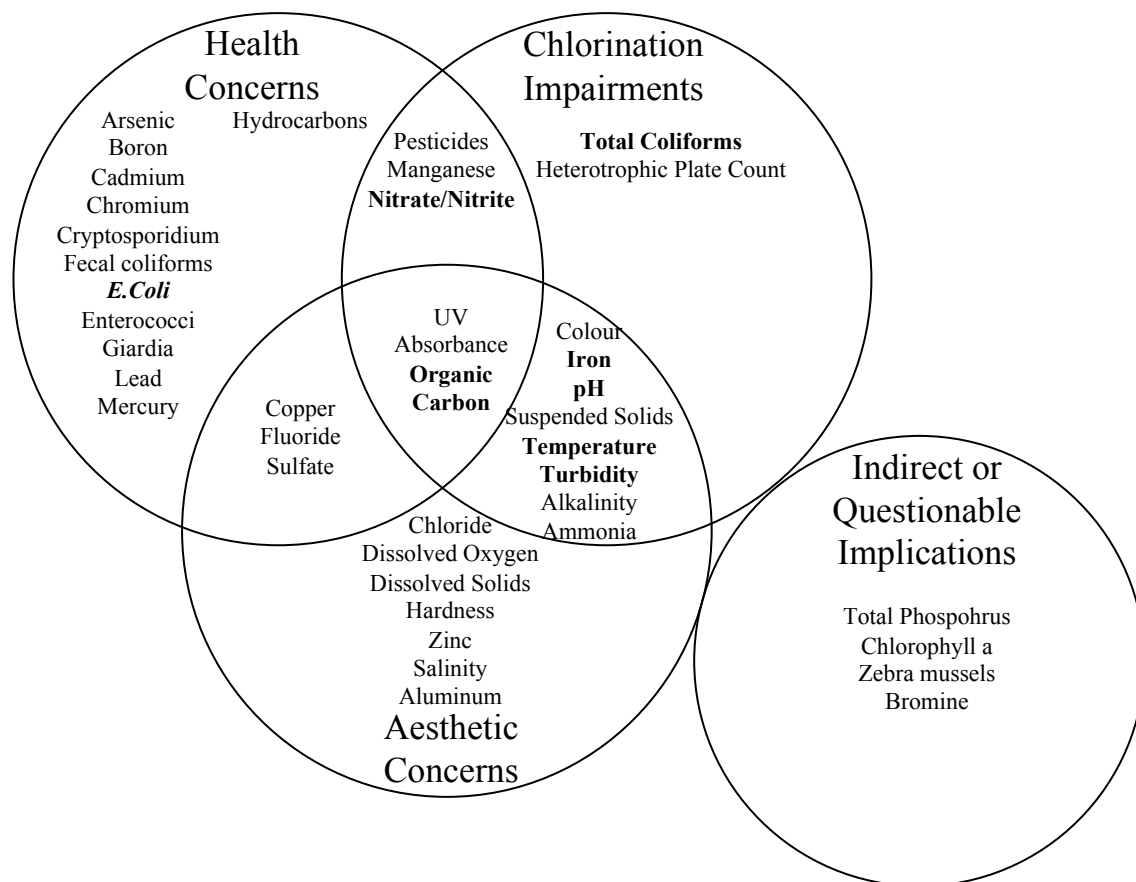 Health
Concerns
Arsenic
Boron
Cadmium
Chromium
Cryptosporidium
Fecal coliforms
E.Coli
Enterococci
Giardia
Lead
Mercury
Hydrocarbons
Pesticides
Manganese
Nitrate/Nitrite
Chlorination
Impairments
Total Coliforms
Heterotrophic Plate Count
UV
Absorbance
Organic
Carbon
Colour
Iron
pH
Suspended Solids
Temperature
Turbidity
Alkalinity
Ammonia
Copper
Fluoride
Sulfate
Chloride
Dissolved Oxygen
Dissolved Solids
Hardness
Zinc
Salinity
Aluminum
Aesthetic
Concerns
Indirect or
Questionable
Implications
Total Phospohrus
Chlorophyll a
Zebra mussels
Bromine